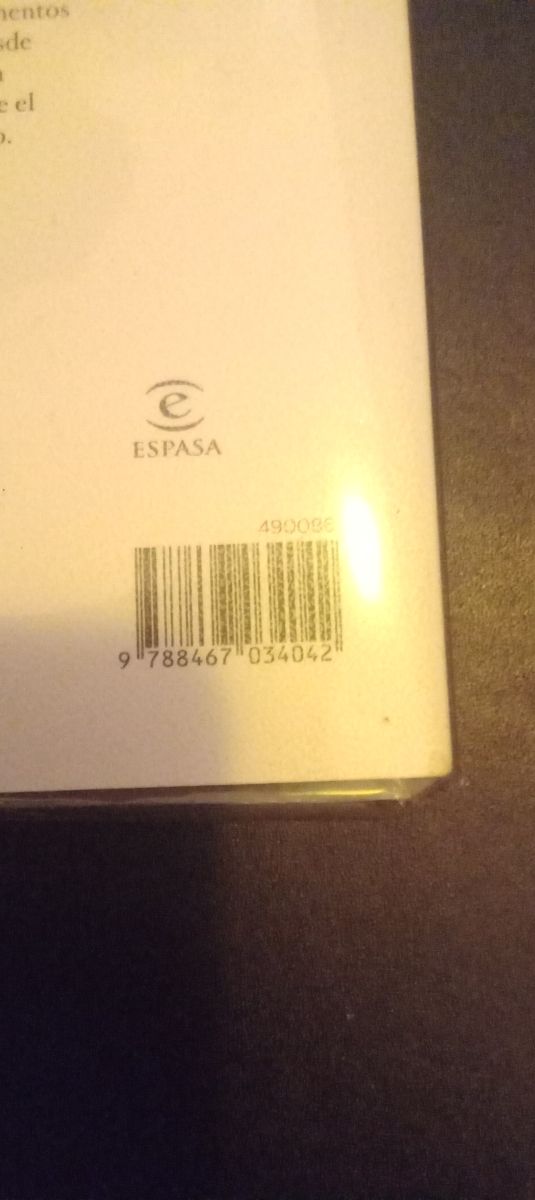 mentos
sde
a
e el
o.
e
ESPASA
490086
9 788467 034042